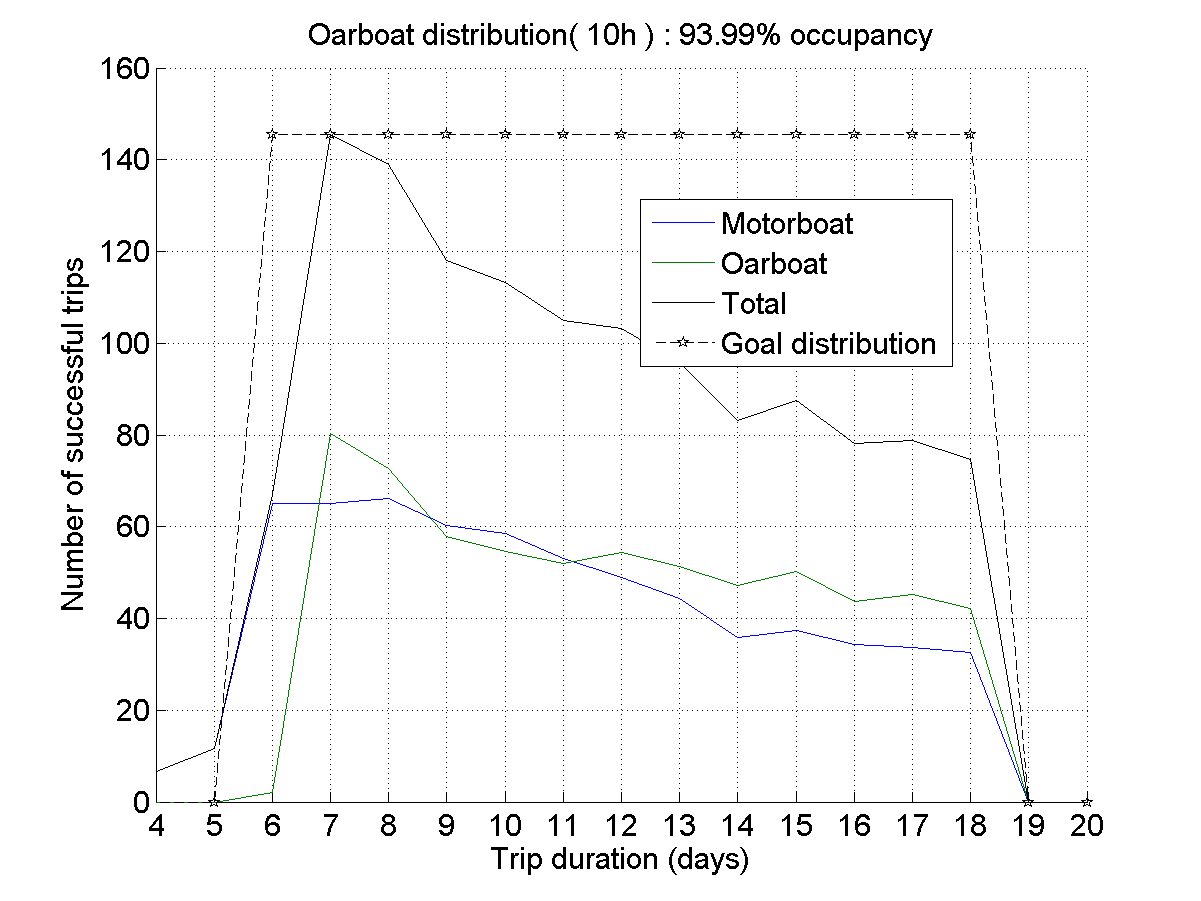 Oarboat distribution( 10h ) : 93.99% occupancy
160
140
120
100
80
60
40
20
0
Number of successful trips
Motorboat
Oarboat
Total
Goal distribution
4 5 6 7 8 9 10 11 12 13 14 15 16 17 18 19 20
Trip duration (days)